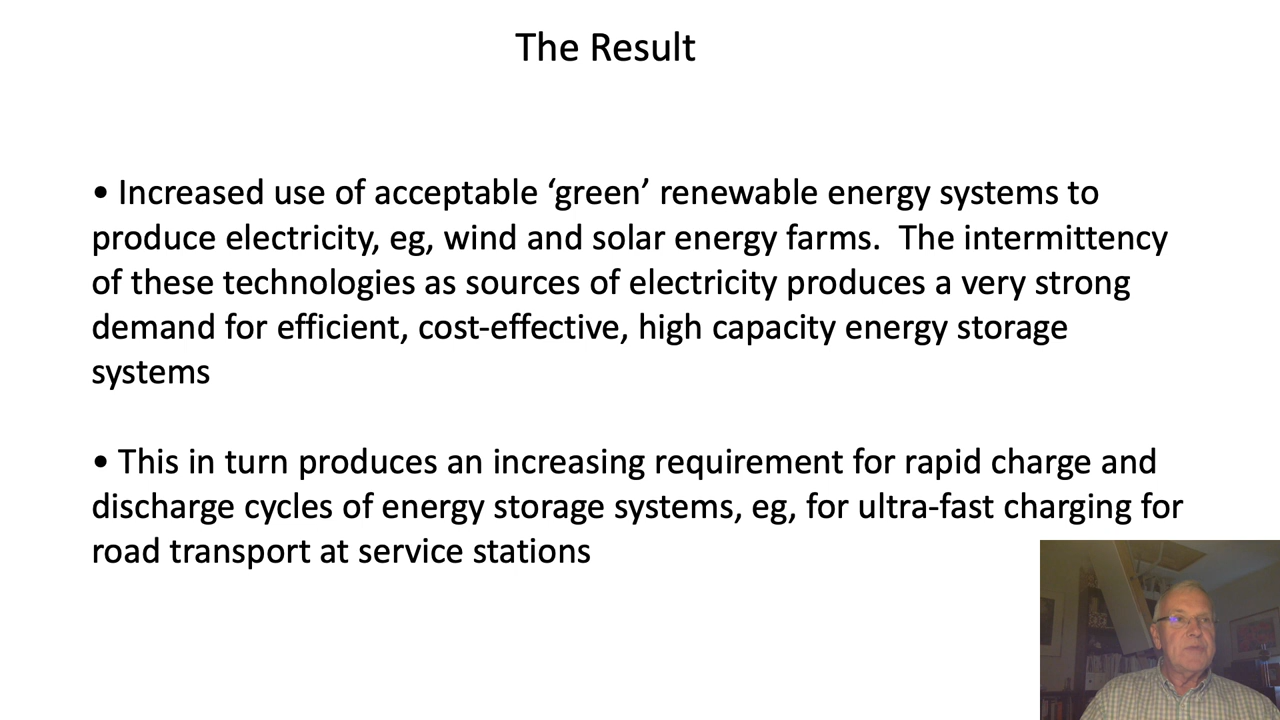 The Result
• Increased use of acceptable ‘green’ renewable energy systems to
produce electricity, eg, wind and solar energy farms.  The intermittency
of these technologies as sources of electricity produces a very strong
demand for efficient, cost-effective, high capacity energy storage
systems
• This in turn produces an increasing requirement for rapid charge and
discharge cycles of energy storage systems, eg, for ultra-fast charging for
road transport at service stations